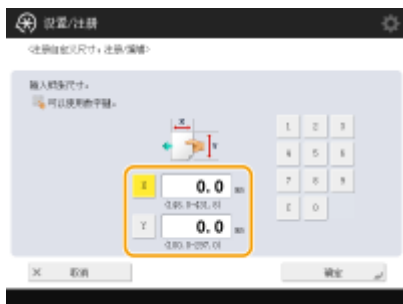 设置/注册
<注册自定义尺寸: 注册/编辑>
输入纸张尺寸。
可以使用数字键。
X
Y
1 2 3
4 5 6
7 8 9
C 0
X 0.0 mm
Y 0.0 mm
× 取消
确定